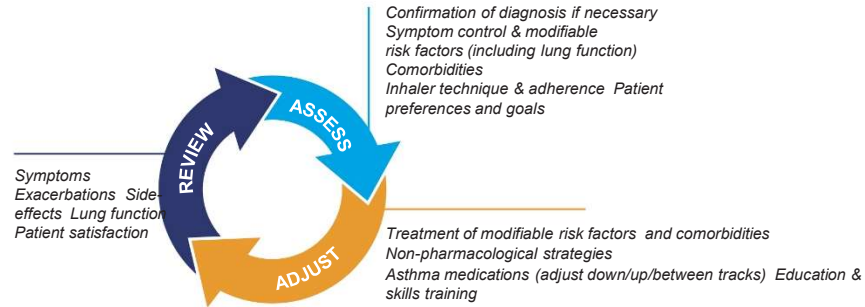 Confirmation of diagnosis if necessary
Symptom control & modifiable
risk factors (including lung function)
Comorbidities
Inhaler technique & adherence Patient
preferences and goals
ASSESS
REVIEW
Symptoms
Exacerbations Side-
effects Lung function
Patient satisfaction
ADJUST
Treatment of modifiable risk factors and comorbidities
Non-pharmacological strategies
Asthma medications (adjust down/up/between tracks) Education &
skills training